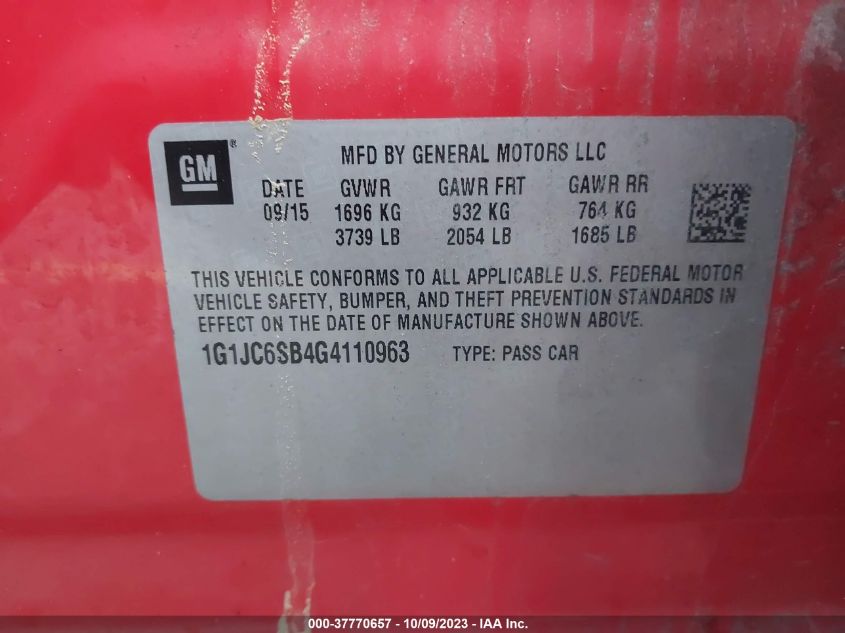 GM®
MFD BY GENERAL MOTORS LLC
DATE GVWR GAWR FRT GAWR RR
09/15 1696 KG 932 KG 764 KG
3739 LB 2054 LB 1685 LB
THIS VEHICLE CONFORMS TO ALL APPLICABLE U.S. FEDERAL MOTOR
VEHICLE SAFETY, BUMPER, AND THEFT PREVENTION STANDARDS IN
EFFECT ON THE DATE OF MANUFACTURE SHOWN ABOVE.
1G1JC6SB4G4110963 TYPE: PASS CAR
000-37770657 - 10/09/2023 - IAA Inc.